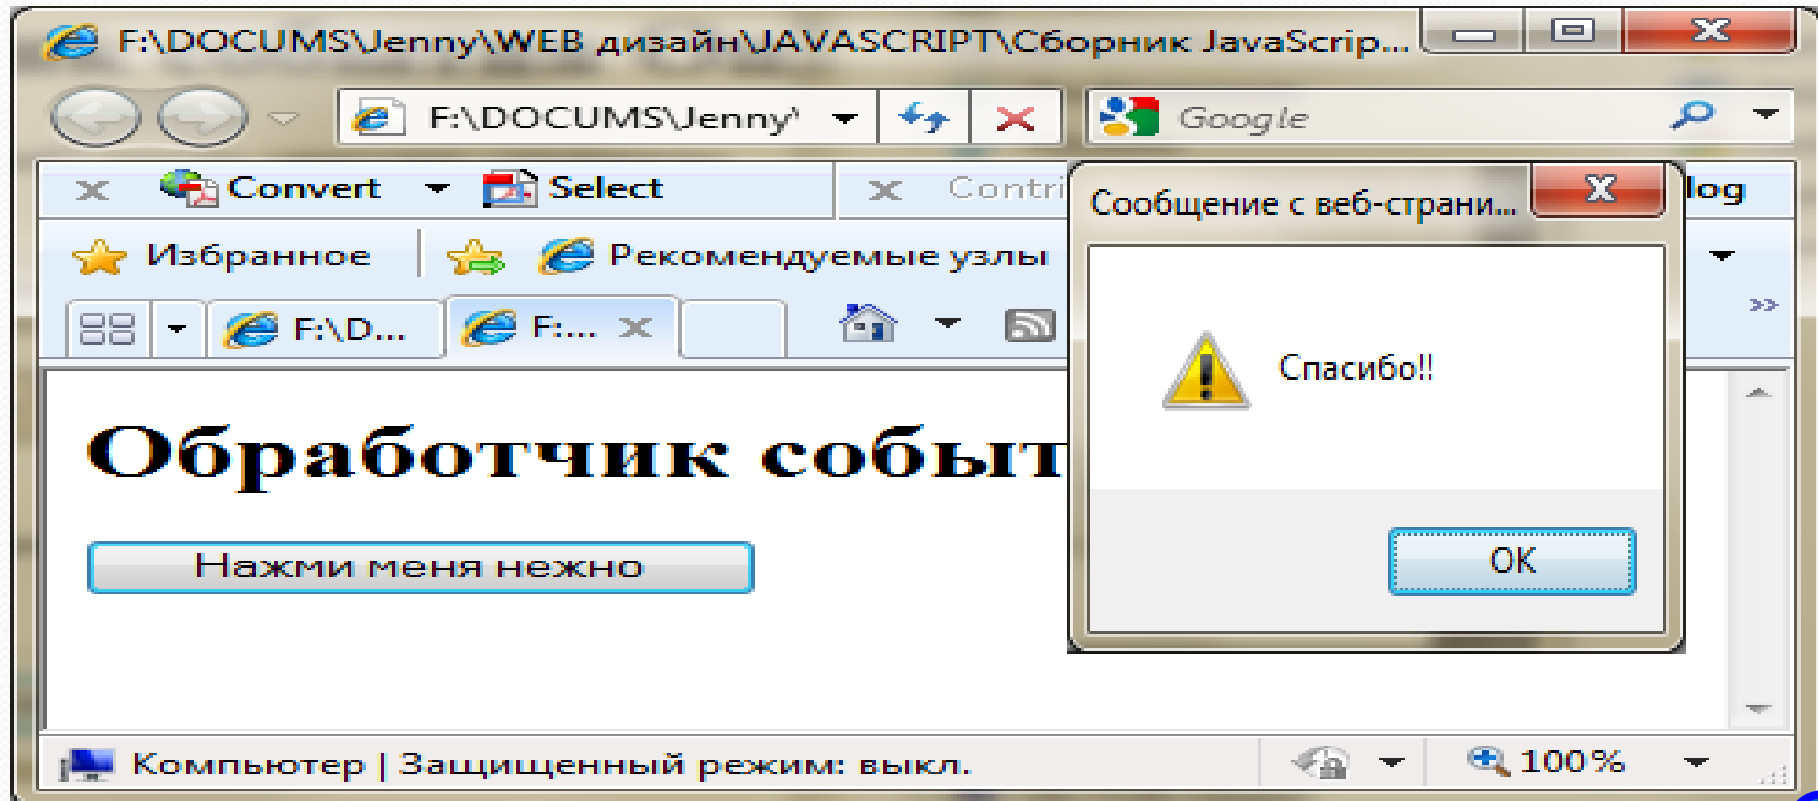 F:\DOCUMS\Jenny\WEB дизайн\JAVASCRIPT\Сборник JavaScrip...
F:\DOCUMS\Jenny\ Google
Convert Select Contri log
Избранное Рекомендуемые узлы
F:\D... F:...
Сообщение с веб-страни...
Спасибо!!
OK
Обработчик событ
Нажми меня нежно
Компьютер | Защищенный режим: выкл. 100%